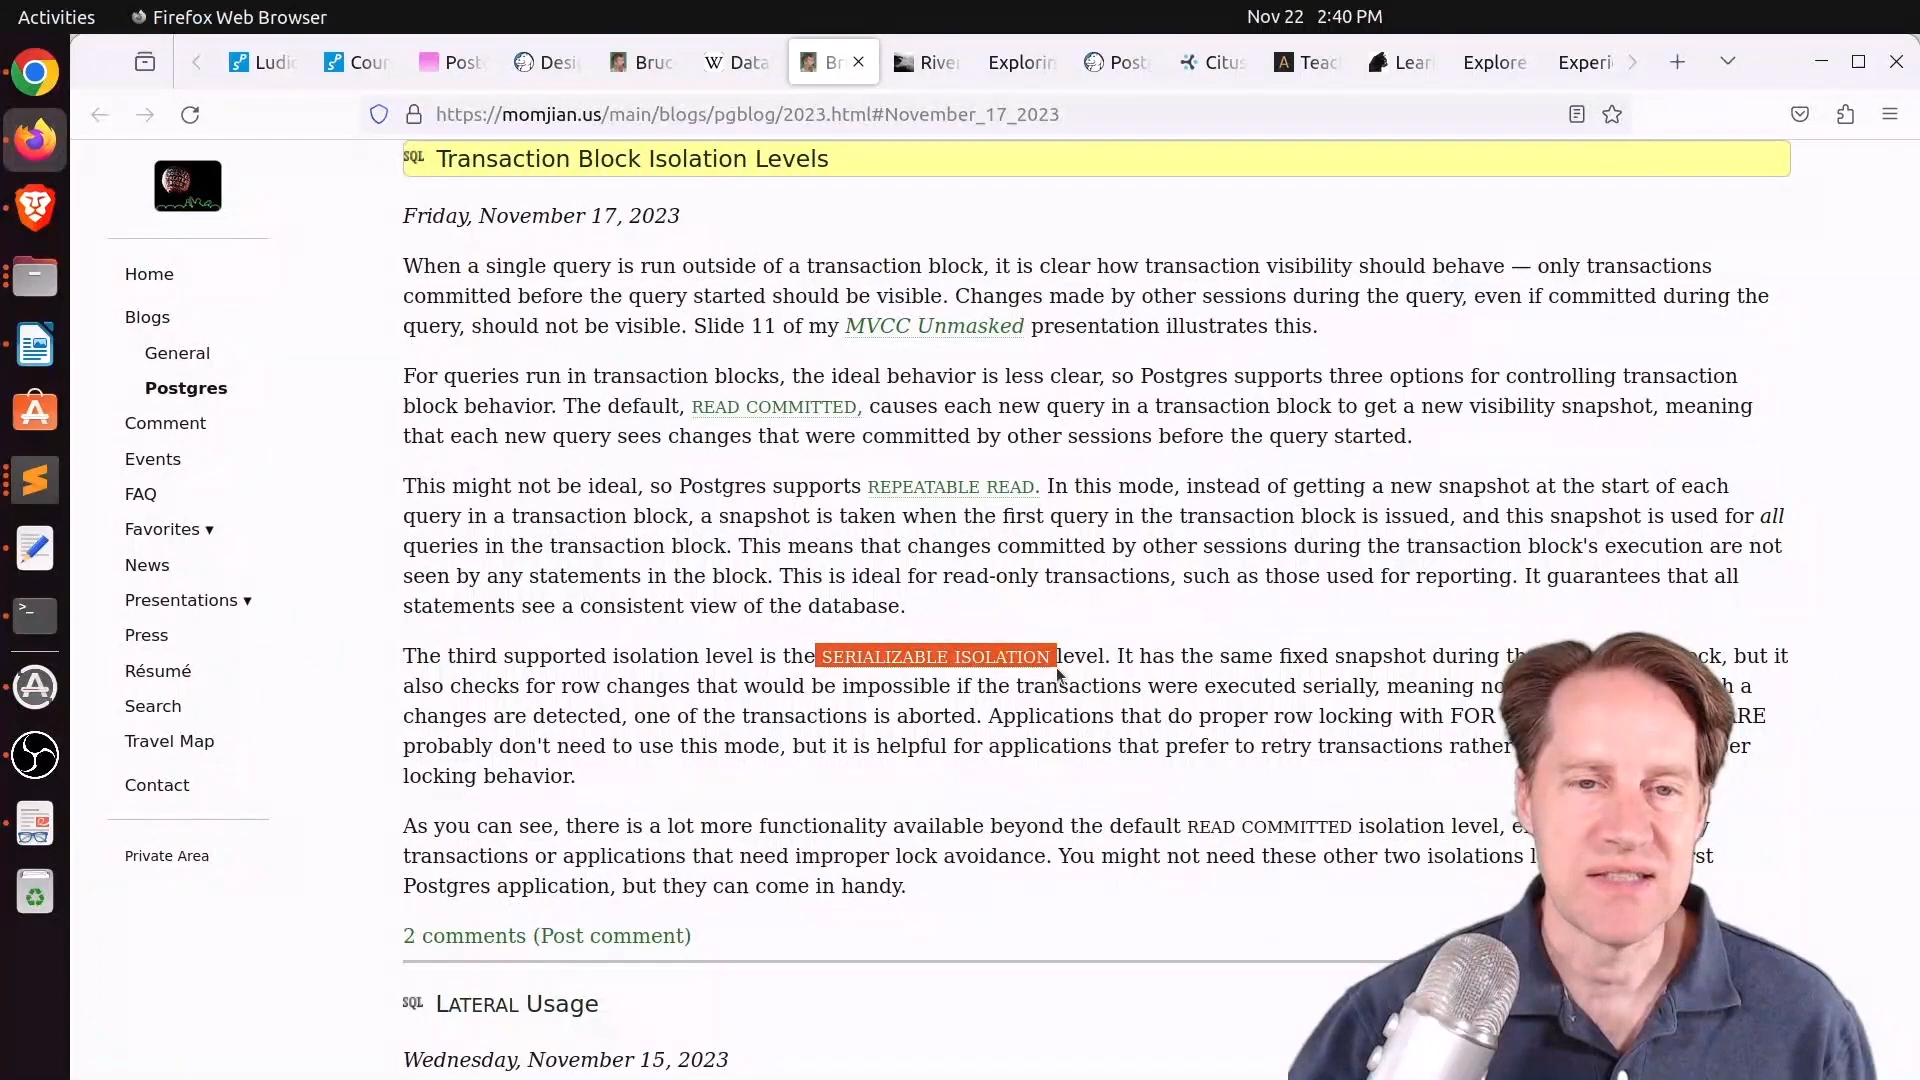 Activities
Firefox Web Browser
Nov 22 2:40 PM
Ludic
Cour
Post
Desi
Bruc
Data
Br
River
Explorin
Post
Citus
Teac
Lear
Explore
Experi
https://momjian.us/main/blogs/pgblog/2023.html#November_17_2023
SQL Transaction Block Isolation Levels
Home
Blogs
General
Postgres
Comment
Events
FAQ
Favorites ▾
News
Presentations ▾
Press
Résumé
Search
Travel Map
Contact
Private Area
Friday, November 17, 2023
When a single query is run outside of a transaction block, it is clear how transaction visibility should behave — only transactions
committed before the query started should be visible. Changes made by other sessions during the query, even if committed during the
query, should not be visible. Slide 11 of my MVCC Unmasked presentation illustrates this.
For queries run in transaction blocks, the ideal behavior is less clear, so Postgres supports three options for controlling transaction
block behavior. The default, READ COMMITTED, causes each new query in a transaction block to get a new visibility snapshot, meaning
that each new query sees changes that were committed by other sessions before the query started.
This might not be ideal, so Postgres supports REPEATABLE READ. In this mode, instead of getting a new snapshot at the start of each
query in a transaction block, a snapshot is taken when the first query in the transaction block is issued, and this snapshot is used for all
queries in the transaction block. This means that changes committed by other sessions during the transaction block's execution are not
seen by any statements in the block. This is ideal for read-only transactions, such as those used for reporting. It guarantees that all
statements see a consistent view of the database.
The third supported isolation level is the SERIALIZABLE ISOLATION level. It has the same fixed snapshot during ck, but it
also checks for row changes that would be impossible if the transactions were executed serially, meaning h a
changes are detected, one of the transactions is aborted. Applications that do proper row locking with FOR ARE
probably don't need to use this mode, but it is helpful for applications that prefer to retry transactions rather er
locking behavior.
As you can see, there is a lot more functionality available beyond the default READ COMMITTED isolation level,
transactions or applications that need improper lock avoidance. You might not need these other two isolations rst
Postgres application, but they can come in handy.
2 comments (Post comment)
SQL LATERAL Usage
Wednesday, November 15, 2023